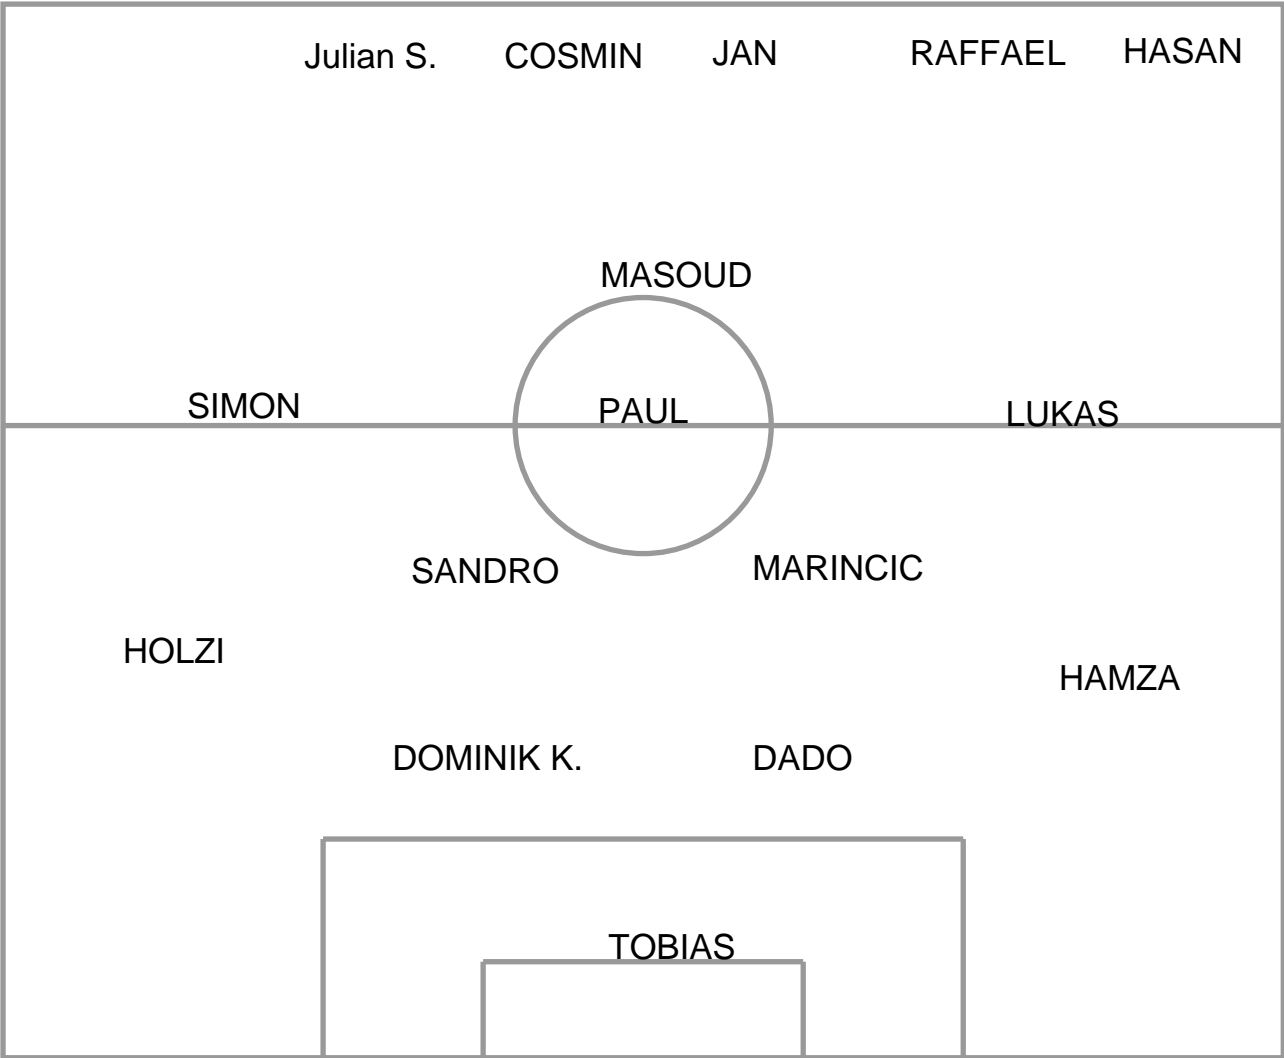 Julian S. COSMIN JAN RAFFAEL HASAN
MASOUD
SIMON PAUL LUKAS
SANDRO MARINCIC
HOLZI
HAMZA
DOMINIK K. DADO
TOBIAS